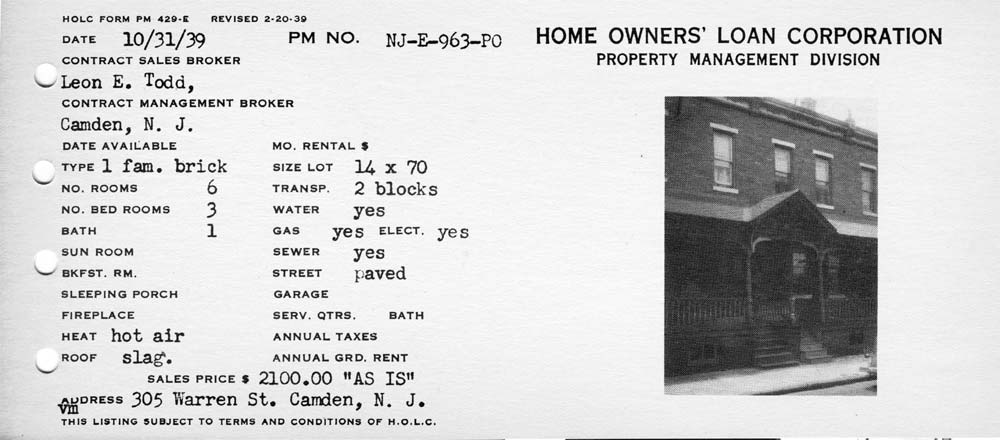 HOLC FORM PM 429-E REVISED 2-20-39
DATE 10/31/39 PM NO. NJ-E-963-PO
HOME OWNERS' LOAN CORPORATION
PROPERTY MANAGEMENT DIVISION
CONTRACT SALES BROKER
Leon E. Todd,
CONTRACT MANAGEMENT BROKER
Camden, N. J.
DATE AVAILABLE MO. RENTAL $
TYPE 1 fam. brick SIZE LOT 14 x 70
NO. ROOMS 6 TRANSP. 2 blocks
NO. BED ROOMS 3 WATER yes
BATH 1 GAS yes ELECT. yes
SUN ROOM SEWER yes
BKFST. RM. STREET paved
SLEEPING PORCH GARAGE
FIREPLACE SERV. QTRS. BATH
HEAT hot air ANNUAL TAXES
ROOF slag. ANNUAL GRD. RENT
SALES PRICE $ 2100.00 "AS IS"
ADDRESS 305 Warren St. Camden, N. J.
vm
THIS LISTING SUBJECT TO TERMS AND CONDITIONS OF H.O.L.C.